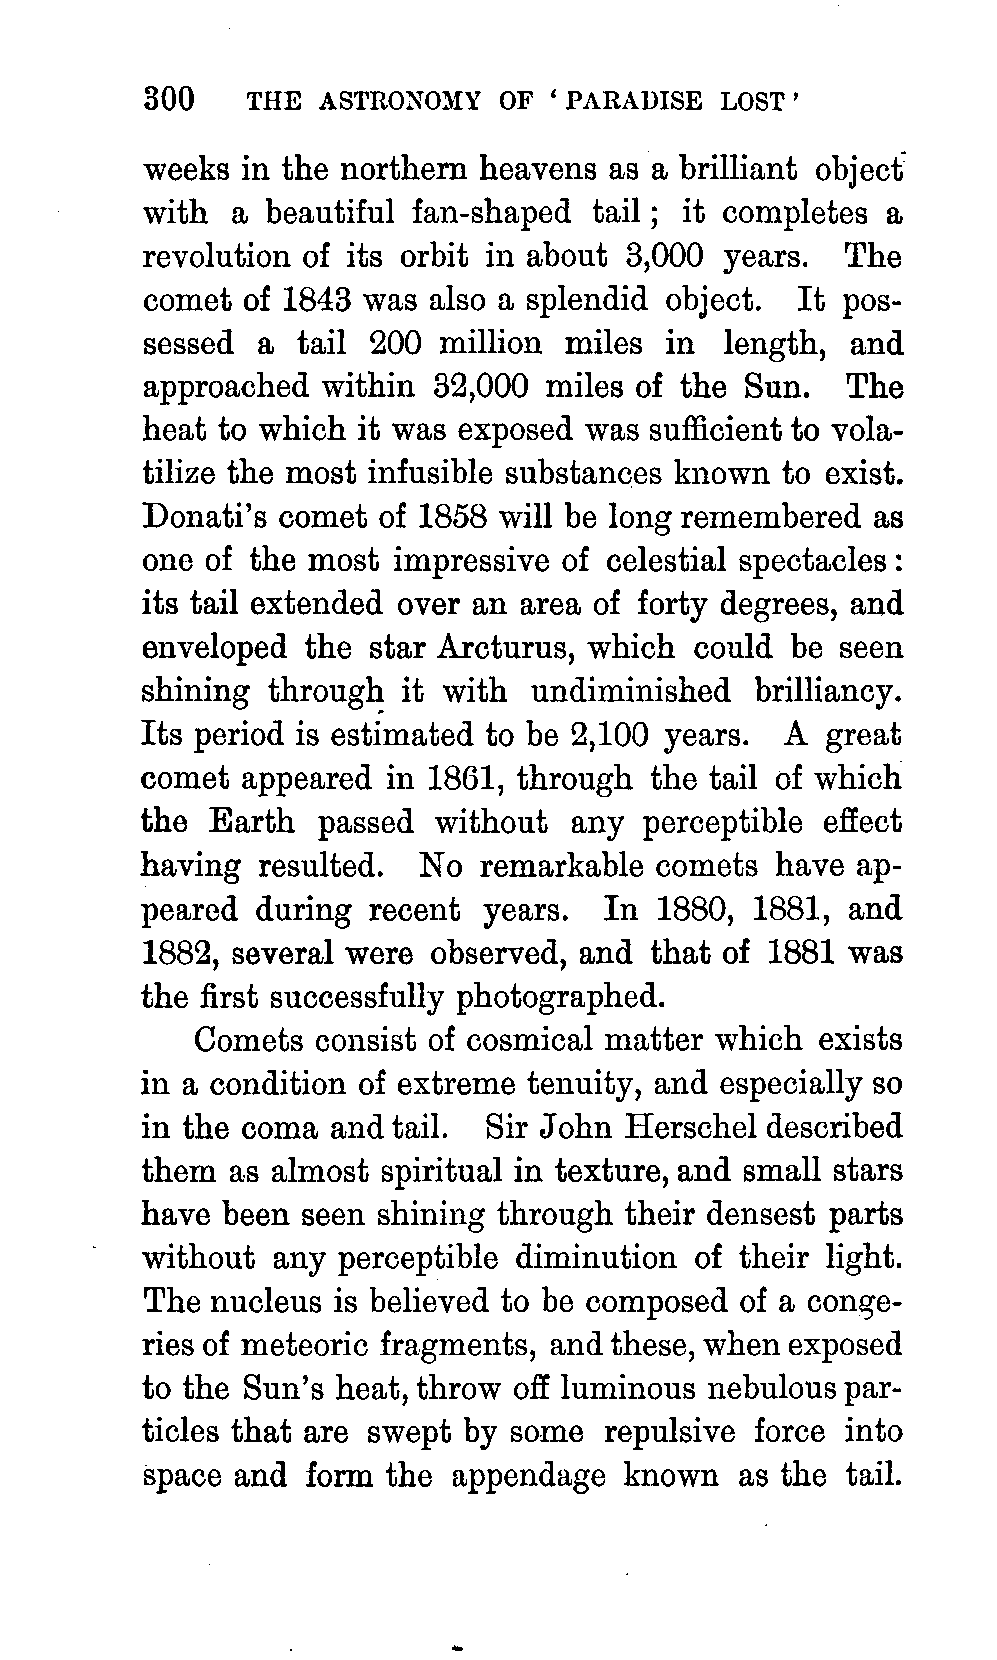 300 THE ASTRONOMY OF ‘ PARADISE LOST’
weeks in the northern heavens as a brilliant object
with a beautiful fan-shaped tail ; it completes a
revolution of its orbit in about 3,000 years. The
comet of 1843 was also a splendid object. It pos-
sessed a tail 200 million miles in length, and
approached within 32,000 miles of the Sun. The
heat to which it was exposed was sufficient to vola-
tilize the most infusible substances known to exist.
Donati’s comet of 1858 will be long remembered as
one of the most impressive of celestial spectacles :
its tail extended over an area of forty degrees, and
enveloped the star Arcturus, which could be seen
shining through it with undiminished brilliancy.
Its period is estimated to be 2,100 years. A great
comet appeared in 1861, through the tail of which
the Earth passed without any perceptible effect
having resulted. No remarkable comets have ap-
peared during recent years. In 1880, 1881, and
1882, several were observed, and that of 1881 was
the first successfully photographed.
Comets consist of cosmical matter which exists
in a condition of extreme tenuity, and especially so
in the coma and tail. Sir John Herschel described
them as almost spiritual in texture, and small stars
have been seen shining through their densest parts
without any perceptible diminution of their light.
The nucleus is believed to be composed of a conge-
ries of meteoric fragments, and these, when exposed
to the Sun’s heat, throw off luminous nebulous par-
ticles that are swept by some repulsive force into
space and form the appendage known as the tail.